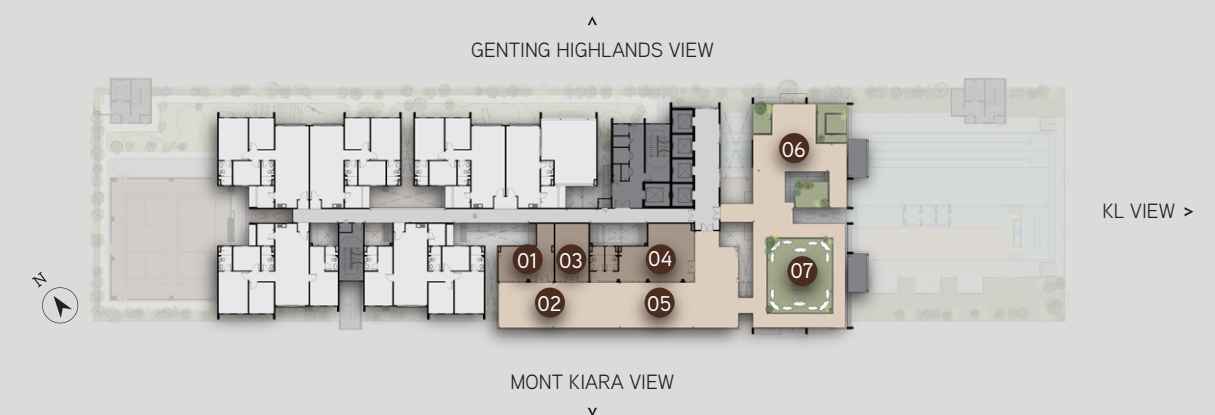 ^
GENTING HIGHLANDS VIEW
06
KL VIEW >
01
03
04
07
N
02
05
MONT KIARA VIEW
v